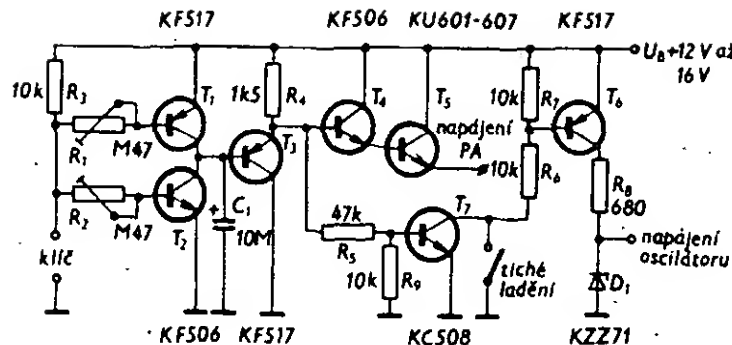 KF517 KF506 KU601-607 KF517
UB +12 V až
16 V
10k R3
T1
1k5 R4
T4
T5
10k R7
T6
R1 M47
T3
napájení
PA
10k R6
R2 M47
T2
C1
+
10M
47k
R5
T7
R8
680
klíč
10k R9
tiché
ladění
napájení
oscilátoru
D1
KF506 KF517 KC508 KZZ71